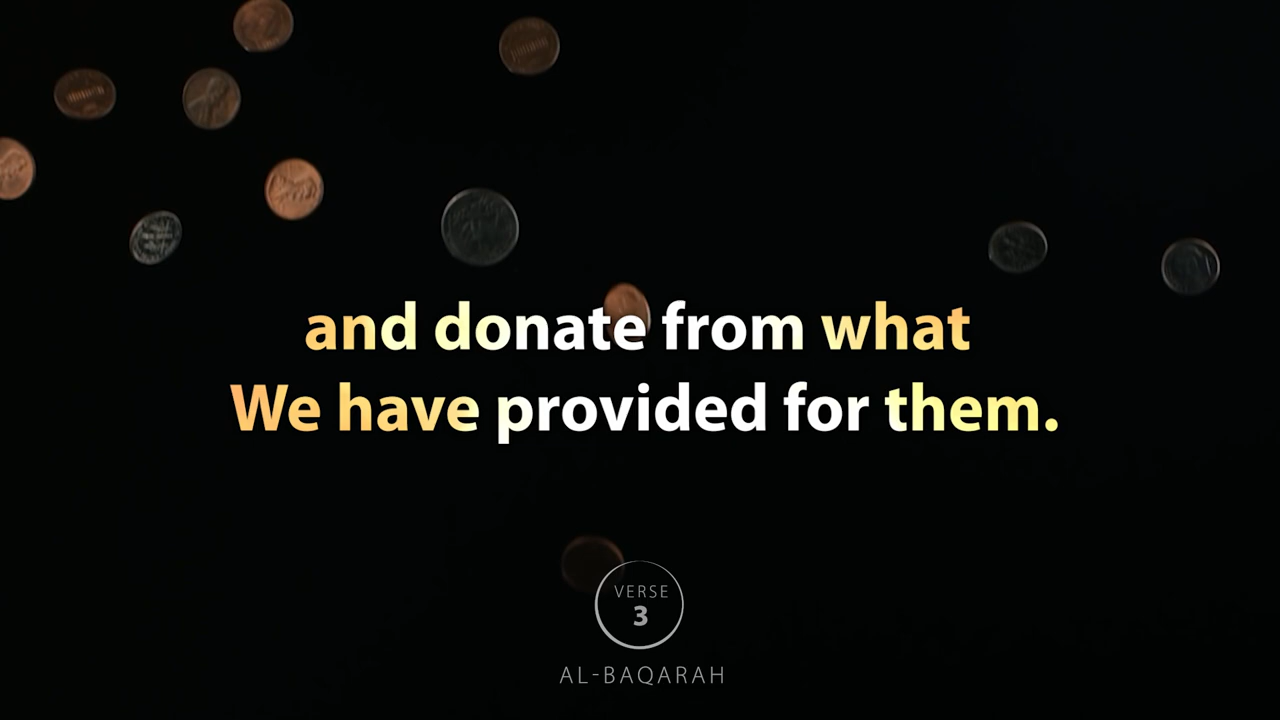 and donate from what
We have provided for them.
VERSE
3
AL-BAQARAH